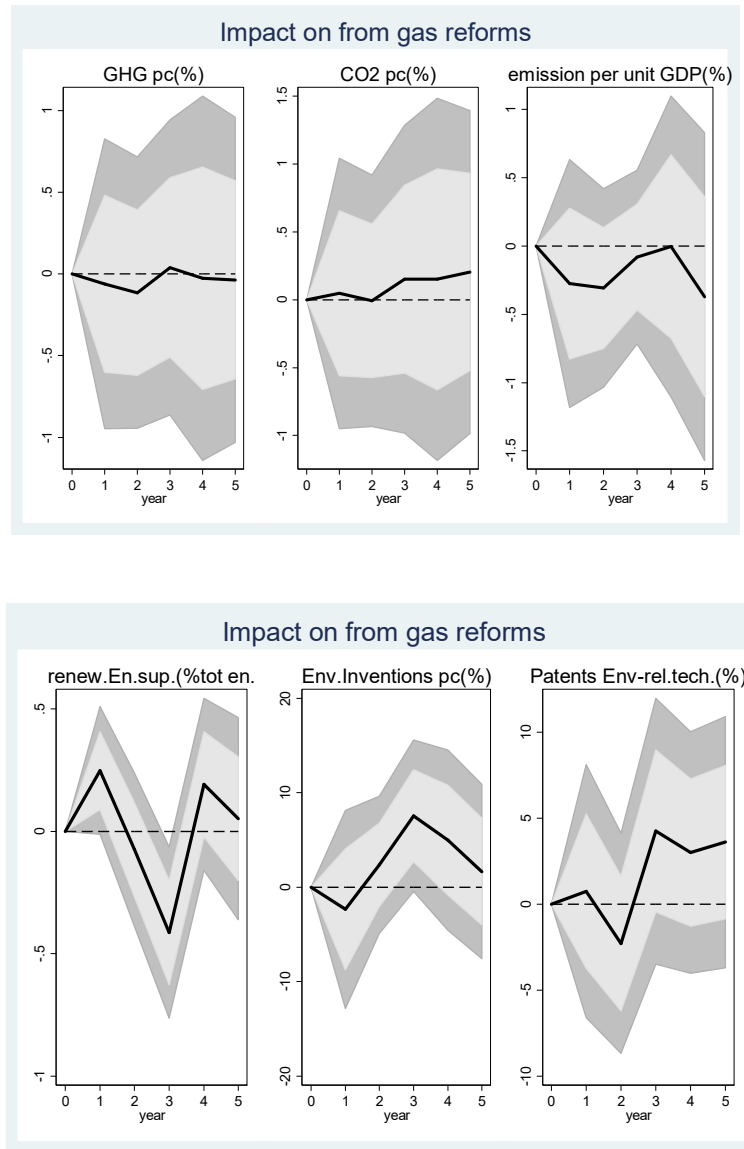 Impact on from gas reforms
GHG pc(%) CO2 pc(%) emission per unit GDP(%)
1 1.5 1
.5 1 .5
0 .5 0
-.5 0 -.5
-1 -.5 -1
-1 -1.5
0 1 2 3 4 5 0 1 2 3 4 5 0 1 2 3 4 5
year year year
Impact on from gas reforms
renew.En.sup.(%tot en. Env.Inventions pc(%) Patents Env-rel.tech.(%)
.5 20 10
0 10 5
-.5 0 0
-1 -10 -5
-20 -10
0 1 2 3 4 5 0 1 2 3 4 5 0 1 2 3 4 5
year year year